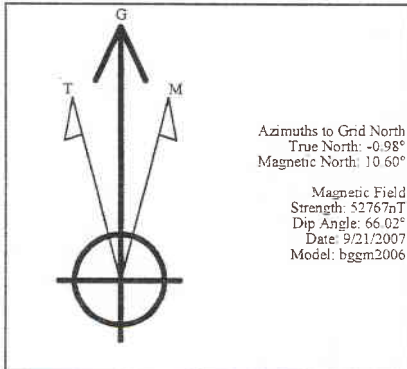 G
T
M
Azimuths to Grid North
True North: -0.98°
Magnetic North: 10.60°
Magnetic Field
Strength: 52767nT
Dip Angle: 66.02°
Date: 9/21/2007
Model: bggm2006